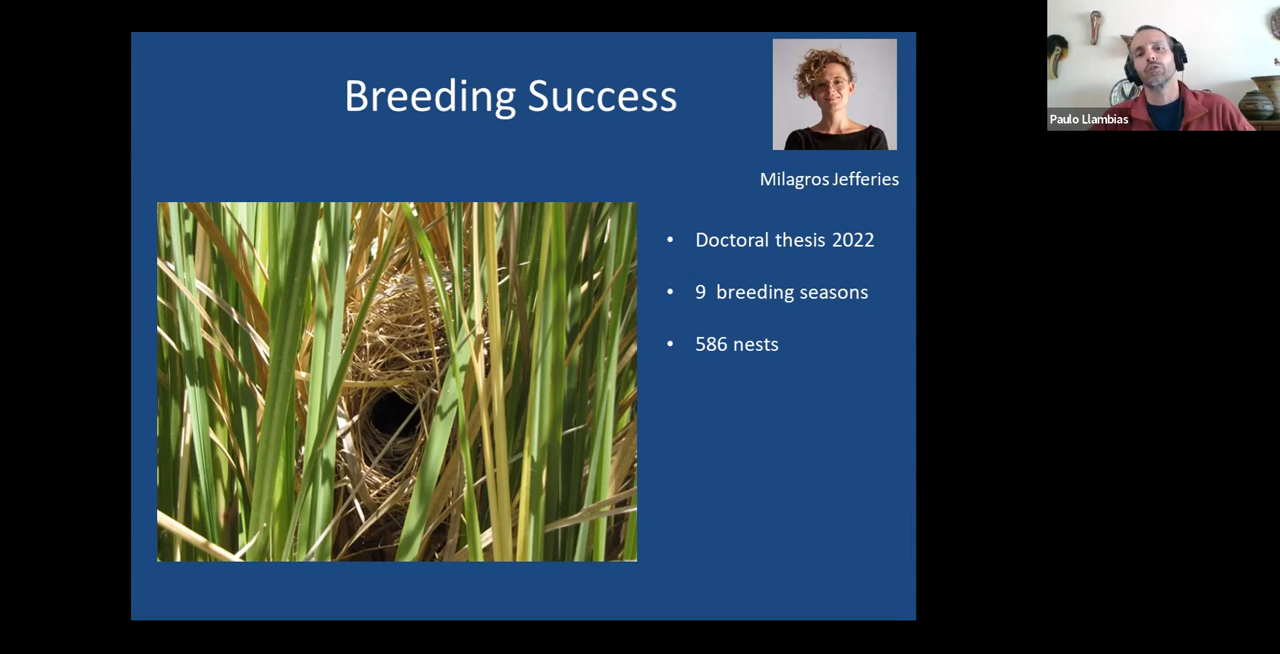 Breeding Success
Paulo Llambias
Milagros Jefferies
• Doctoral thesis 2022
• 9 breeding seasons
• 586 nests